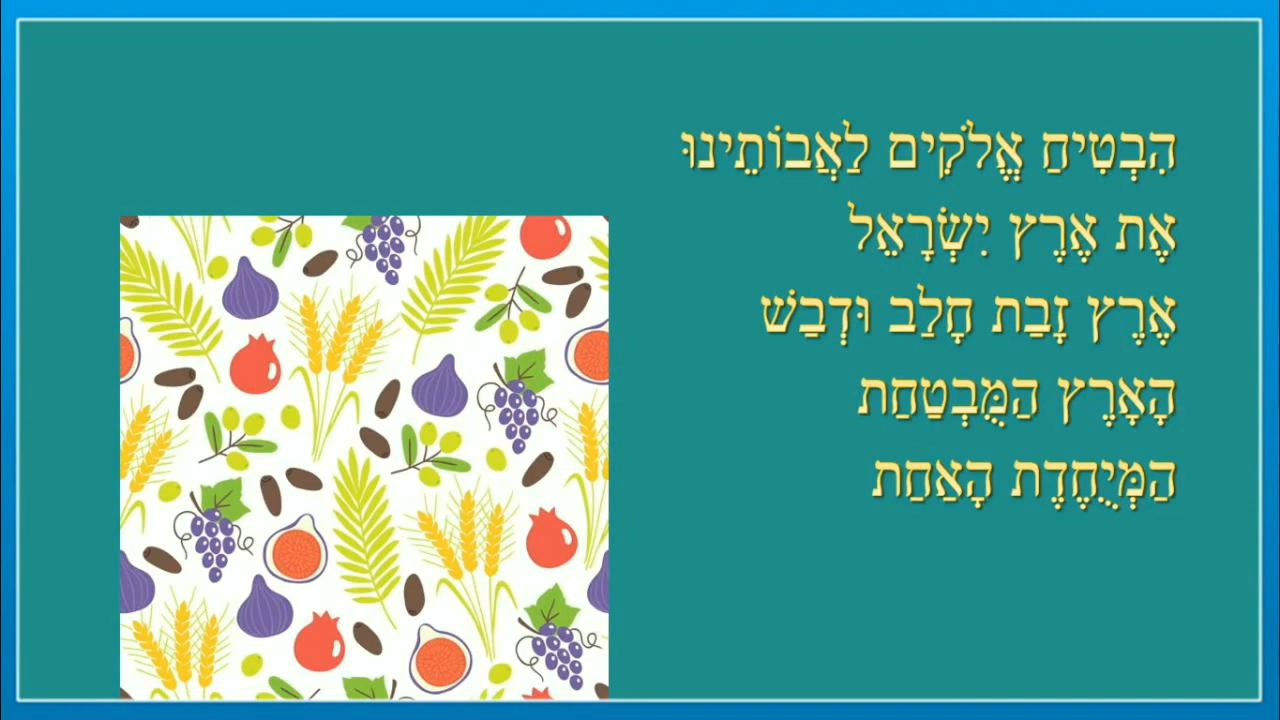 הִבְטִיחַ אֱלֹקִים לַאֲבוֹתֵינוּ
אֶת אֶרֶץ יִשְׂרָאֵל
אֶרֶץ זָבַת חָלַב וּדְבַשׁ
הָאָרֶץ הַמֻּבְטַחַת
הַמְּיֻחֶדֶת הָאַחַת